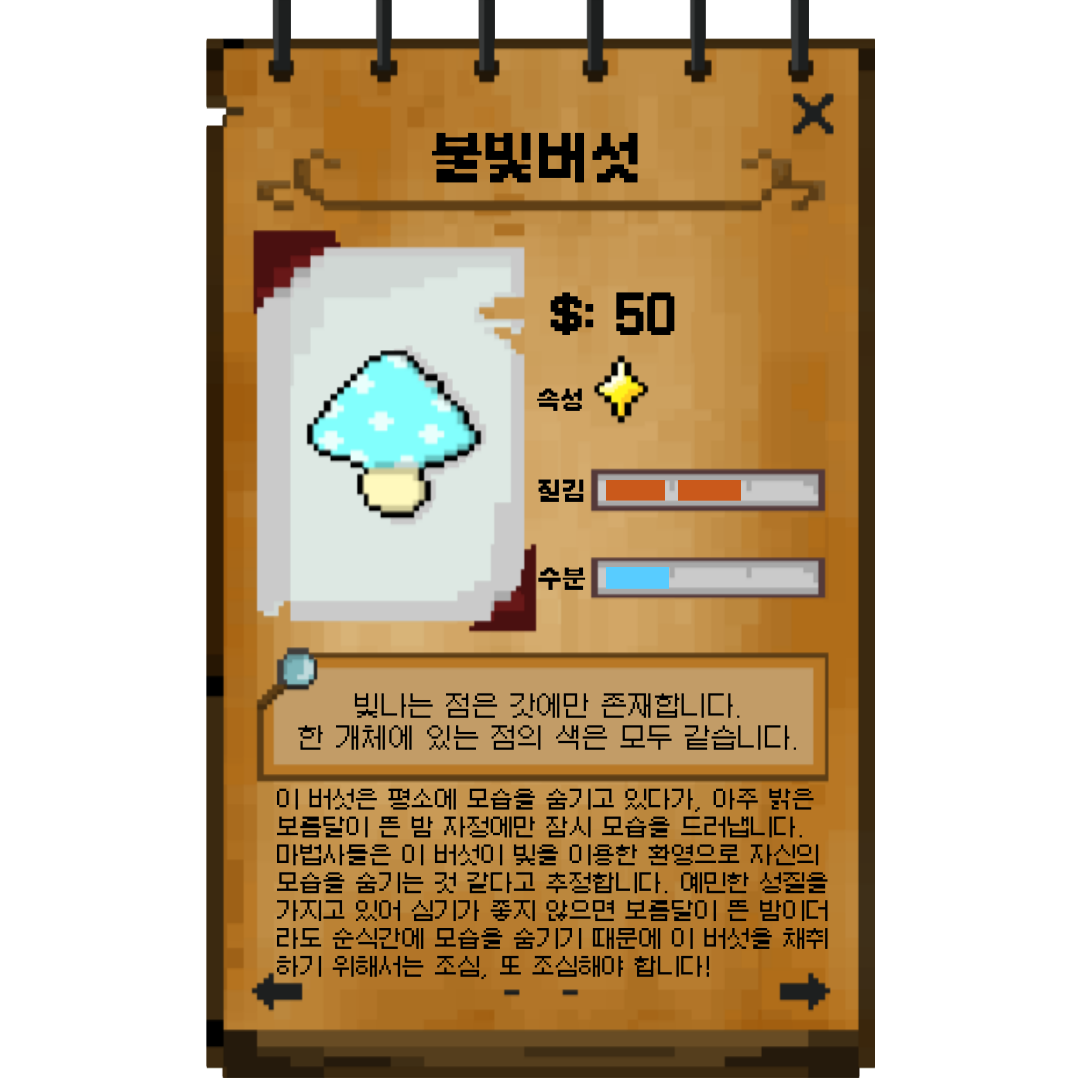 불빛버섯
$: 50
속성
질김
수분
빛나는 점은 갓에만 존재합니다.
한 개체에 있는 점의 색은 모두 같습니다.
이 버섯은 평소에 모습을 숨기고 있다가, 아주 밝은
보름달이 뜬 밤 자정에만 잠시 모습을 드러냅니다.
마법사들은 이 버섯이 빛을 이용한 환영으로 자신의
모습을 숨기는 것 같다고 추정합니다. 예민한 성질을
가지고 있어 심기가 좋지 않으면 보름달이 뜬 밤이더
라도 순식간에 모습을 숨기기 때문에 이 버섯을 채취
하기 위해서는 조심, 또 조심해야 합니다!